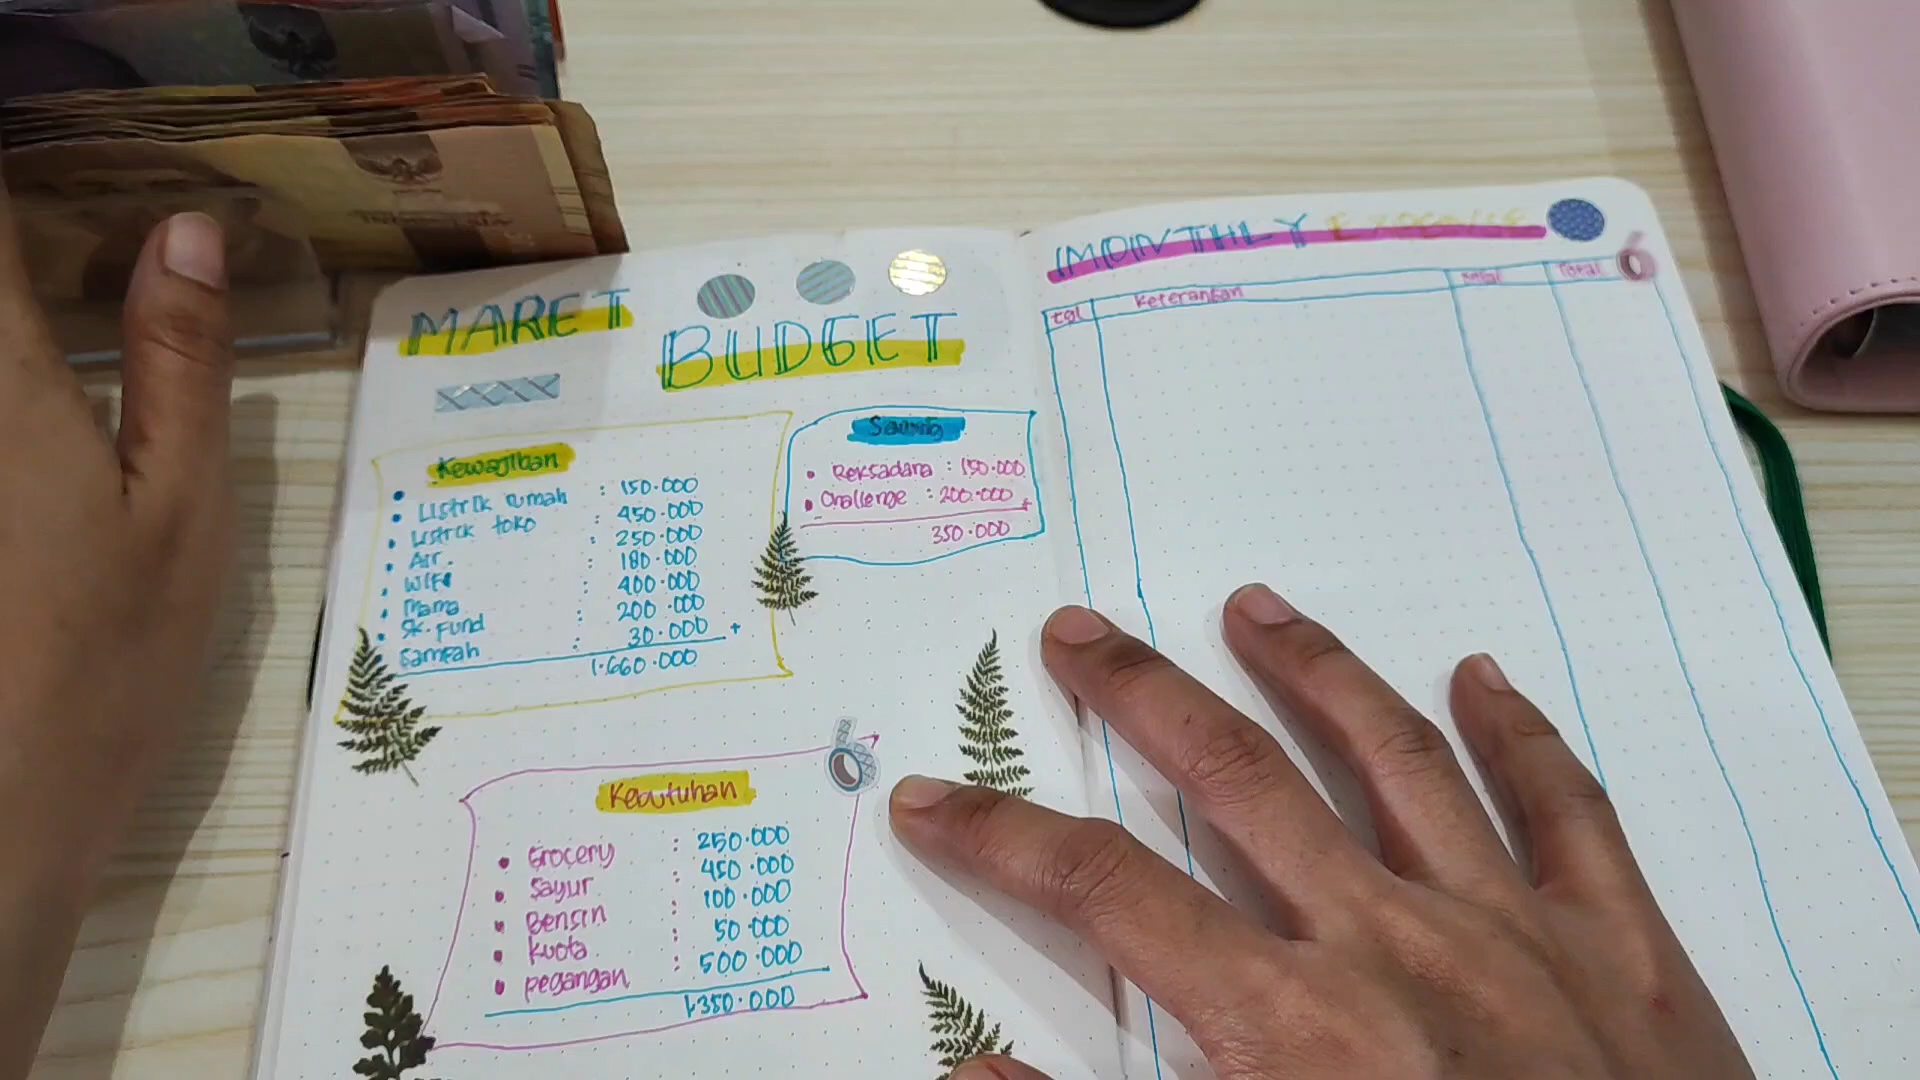 MARET
BUDGET
Kewajiban
• Listrik rumah : 150.000
• Listrik toko : 450.000
• Air : 250.000
• Wifi : 180.000
• Mama : 400.000
• Sk. Fund : 200.000
• Sampah : 30.000 +
1.660.000
Saving
• Reksadana : 150.000
• Challenge : 200.000 +
350.000
Kebutuhan
• Grocery : 250.000
• Sayur : 450.000
• Bensin : 100.000
• Kuota : 50.000
• pegangan : 500.000
1.350.000
MONTHLY
tgl Keterangan Total